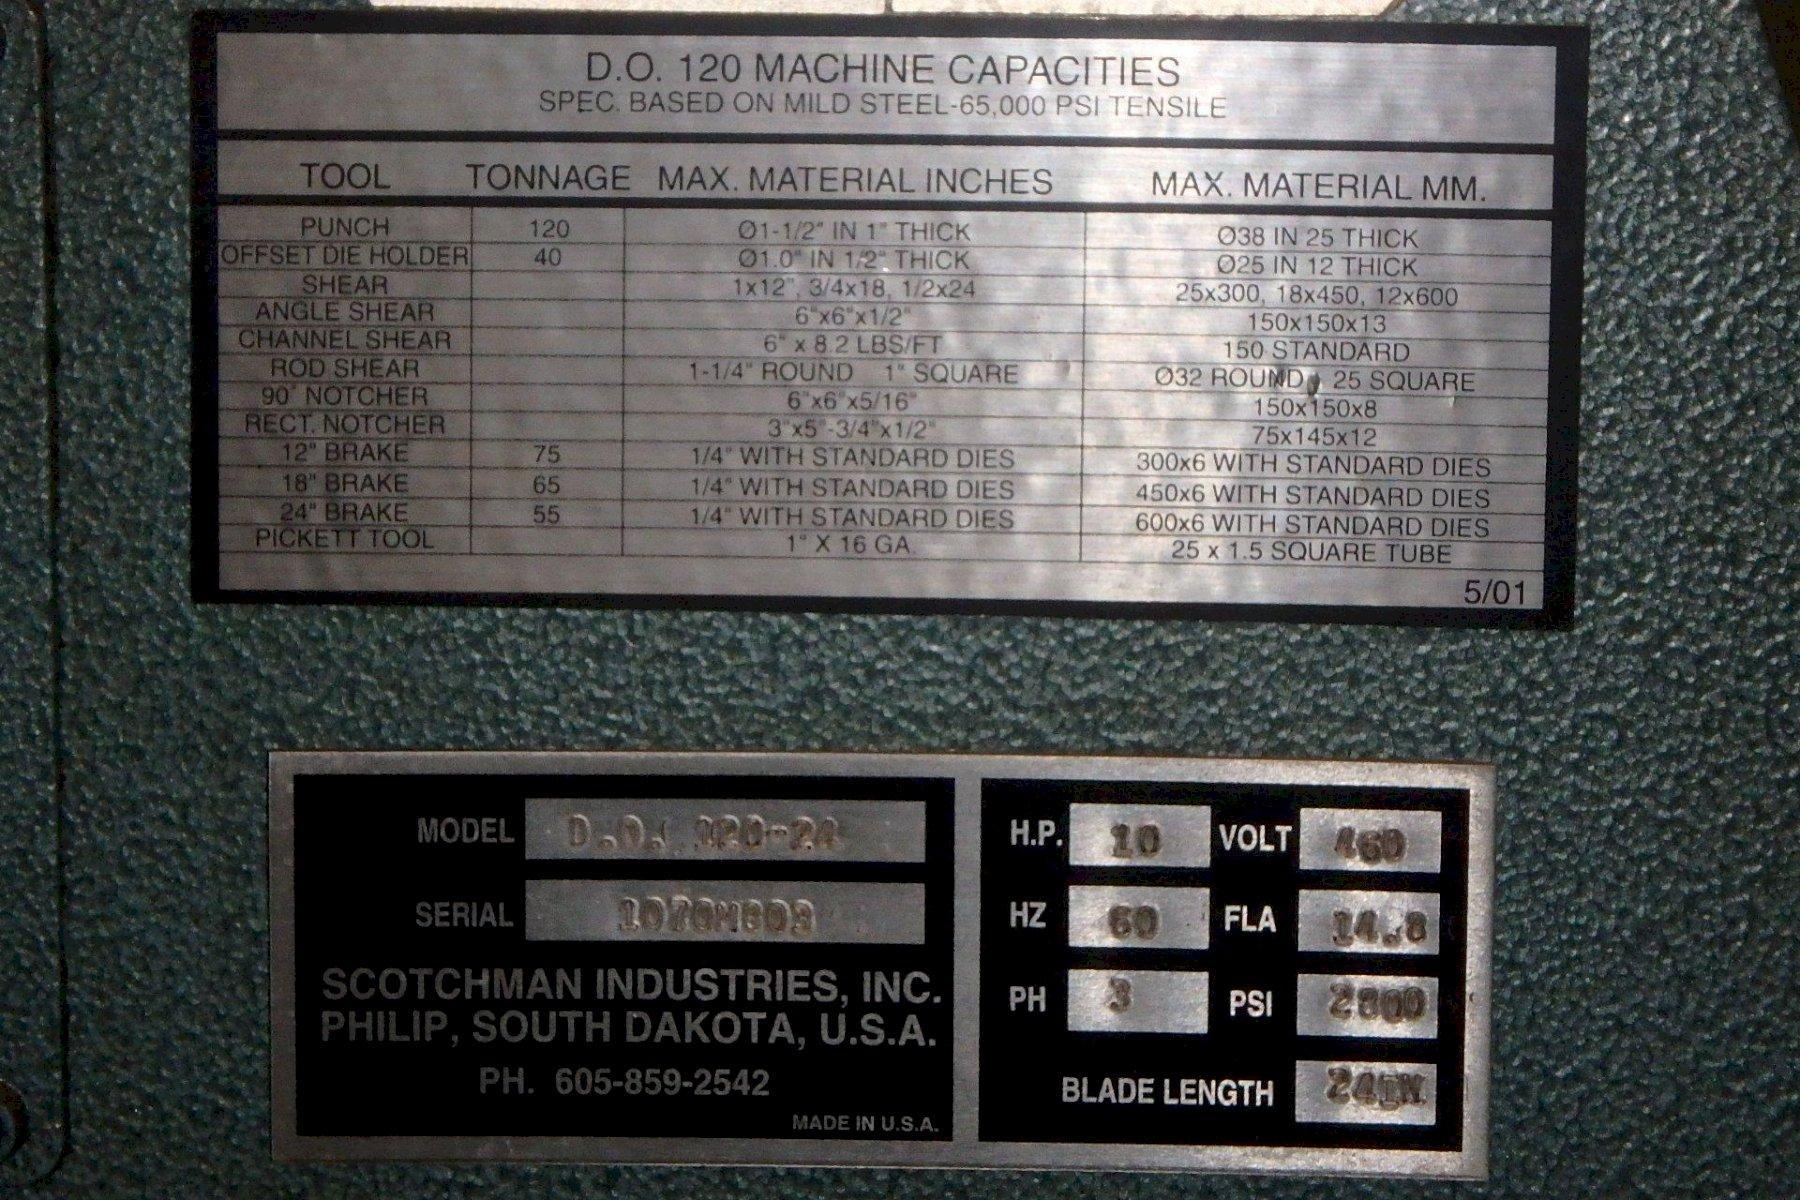 D.O. 120 MACHINE CAPACITIES
SPEC. BASED ON MILD STEEL-65,000 PSI TENSILE
TOOL TONNAGE MAX. MATERIAL INCHES MAX. MATERIAL MM.
PUNCH 120 Ø1-1/2" IN 1" THICK Ø38 IN 25 THICK
OFFSET DIE HOLDER 40 Ø1.0" IN 1/2" THICK Ø25 IN 12 THICK
SHEAR 1x12", 3/4x18, 1/2x24 25x300, 18x450, 12x600
ANGLE SHEAR 6"x6"x1/2" 150x150x13
CHANNEL SHEAR 6" x 8.2 LBS/FT 150 STANDARD
ROD SHEAR 1-1/4" ROUND 1" SQUARE Ø32 ROUND, 25 SQUARE
90° NOTCHER 6"x6"x5/16" 150x150x8
RECT. NOTCHER 3"x5"-3/4"x1/2" 75x145x12
12" BRAKE 75 1/4" WITH STANDARD DIES 300x6 WITH STANDARD DIES
18" BRAKE 65 1/4" WITH STANDARD DIES 450x6 WITH STANDARD DIES
24" BRAKE 55 1/4" WITH STANDARD DIES 600x6 WITH STANDARD DIES
PICKETT TOOL 1" X 16 GA. 25 x 1.5 SQUARE TUBE
5/01
MODEL D.O. 120-24
SERIAL 1070M603
SCOTCHMAN INDUSTRIES, INC.
PHILIP, SOUTH DAKOTA, U.S.A.
PH. 605-859-2542
MADE IN U.S.A.
H.P. 10 VOLT 460
HZ 60 FLA 14.8
PH 3 PSI 2800
BLADE LENGTH 24IN